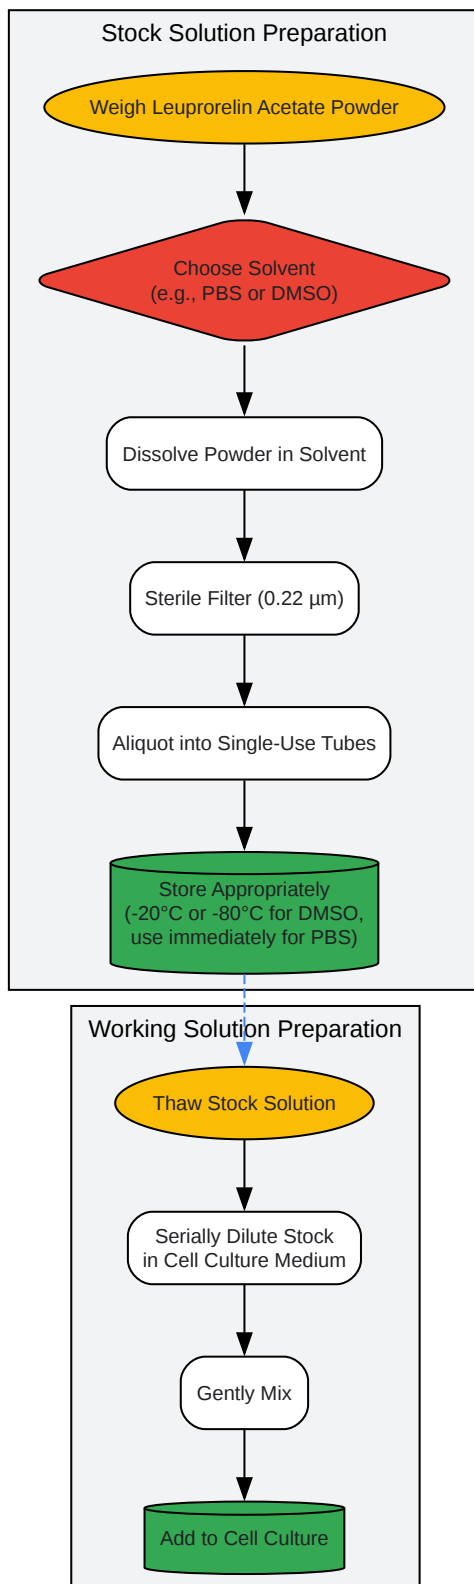 Stock Solution Preparation
Weigh Leuprorelin Acetate Powder
Choose Solvent
(e.g., PBS or DMSO)
Dissolve Powder in Solvent
Sterile Filter (0.22 µm)
Aliquot into Single-Use Tubes
Store Appropriately
(-20°C or -80°C for DMSO,
use immediately for PBS)
Working Solution Preparation
Thaw Stock Solution
Serially Dilute Stock
in Cell Culture Medium
Gently Mix
Add to Cell Culture